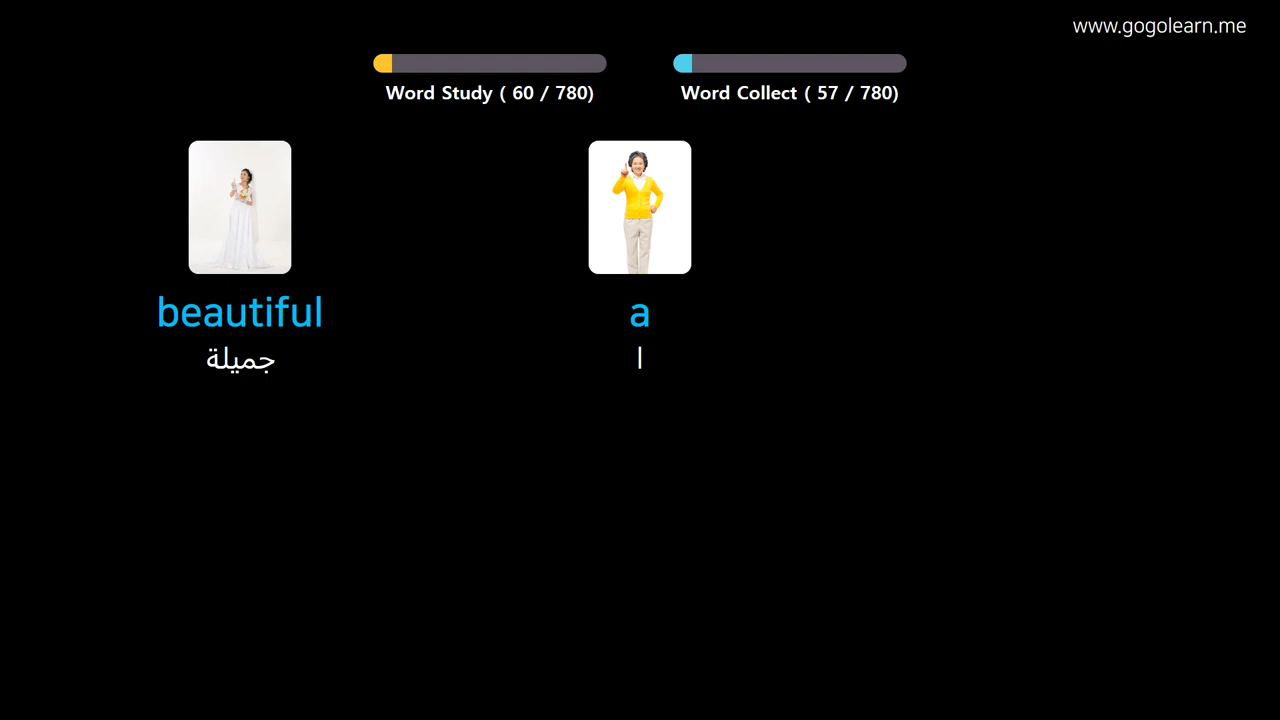 www.gogolearn.me
Word Study ( 60 / 780)
Word Collect ( 57 / 780)
beautiful
جميلة
a
ا